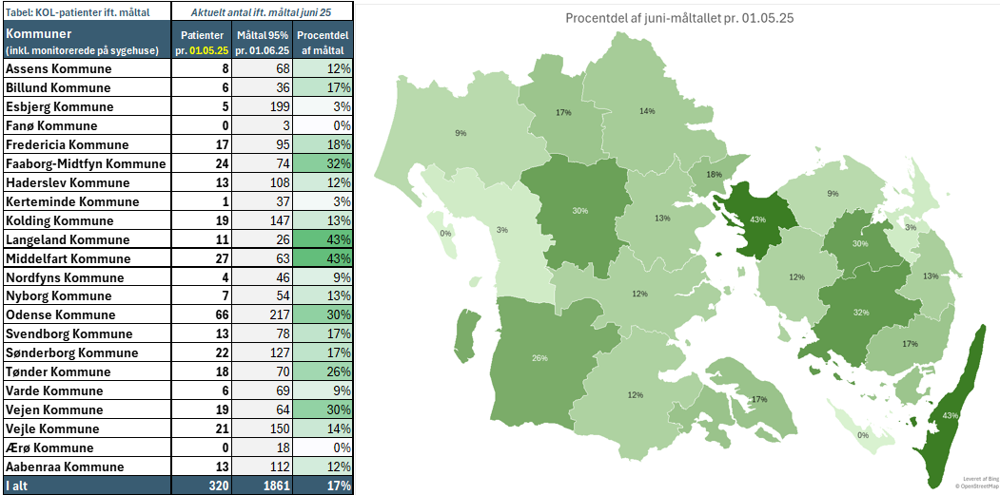 Tabel: KOL-patienter ift. måltal Aktuelt antal ift. måltal juni 25
Kommuner Patienter Måltal 95% Procentdel
(inkl. monitorerede på sygehuse) pr. 01.05.25 pr. 01.06.25 af måltal
Assens Kommune 8 68 12%
Billund Kommune 6 36 17%
Esbjerg Kommune 5 199 3%
Fanø Kommune 0 3 0%
Fredericia Kommune 17 95 18%
Faaborg-Midtfyn Kommune 24 74 32%
Haderslev Kommune 13 108 12%
Kerteminde Kommune 1 37 3%
Kolding Kommune 19 147 13%
Langeland Kommune 11 26 43%
Middelfart Kommune 27 63 43%
Nordfyns Kommune 4 46 9%
Nyborg Kommune 7 54 13%
Odense Kommune 66 217 30%
Svendborg Kommune 13 78 17%
Sønderborg Kommune 22 127 17%
Tønder Kommune 18 70 26%
Varde Kommune 6 69 9%
Vejen Kommune 19 64 30%
Vejle Kommune 21 150 14%
Ærø Kommune 0 18 0%
Aabenraa Kommune 13 112 12%
I alt 320 1861 17%
Procentdel af juni-måltallet pr. 01.05.25
17%
14%
9%
18%
9%
30%
13%
43%
3%
0%
3%
30%
12%
13%
12%
32%
17%
26%
12%
17%
43%
0%
Leveret af Bing
© OpenStreetMap